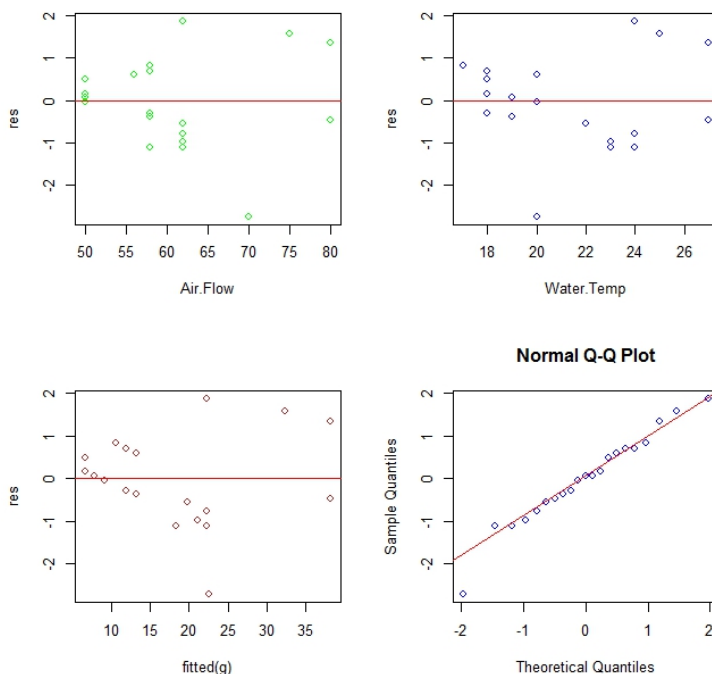 res
2
1
0
-1
-2
50 55 60 65 70 75 80
Air.Flow
res
2
1
0
-1
-2
18 20 22 24 26
Water.Temp
res
2
1
0
-1
-2
10 15 20 25 30 35
fitted(g)
Normal Q-Q Plot
Sample Quantiles
2
1
0
-1
-2
-2 -1 0 1 2
Theoretical Quantiles